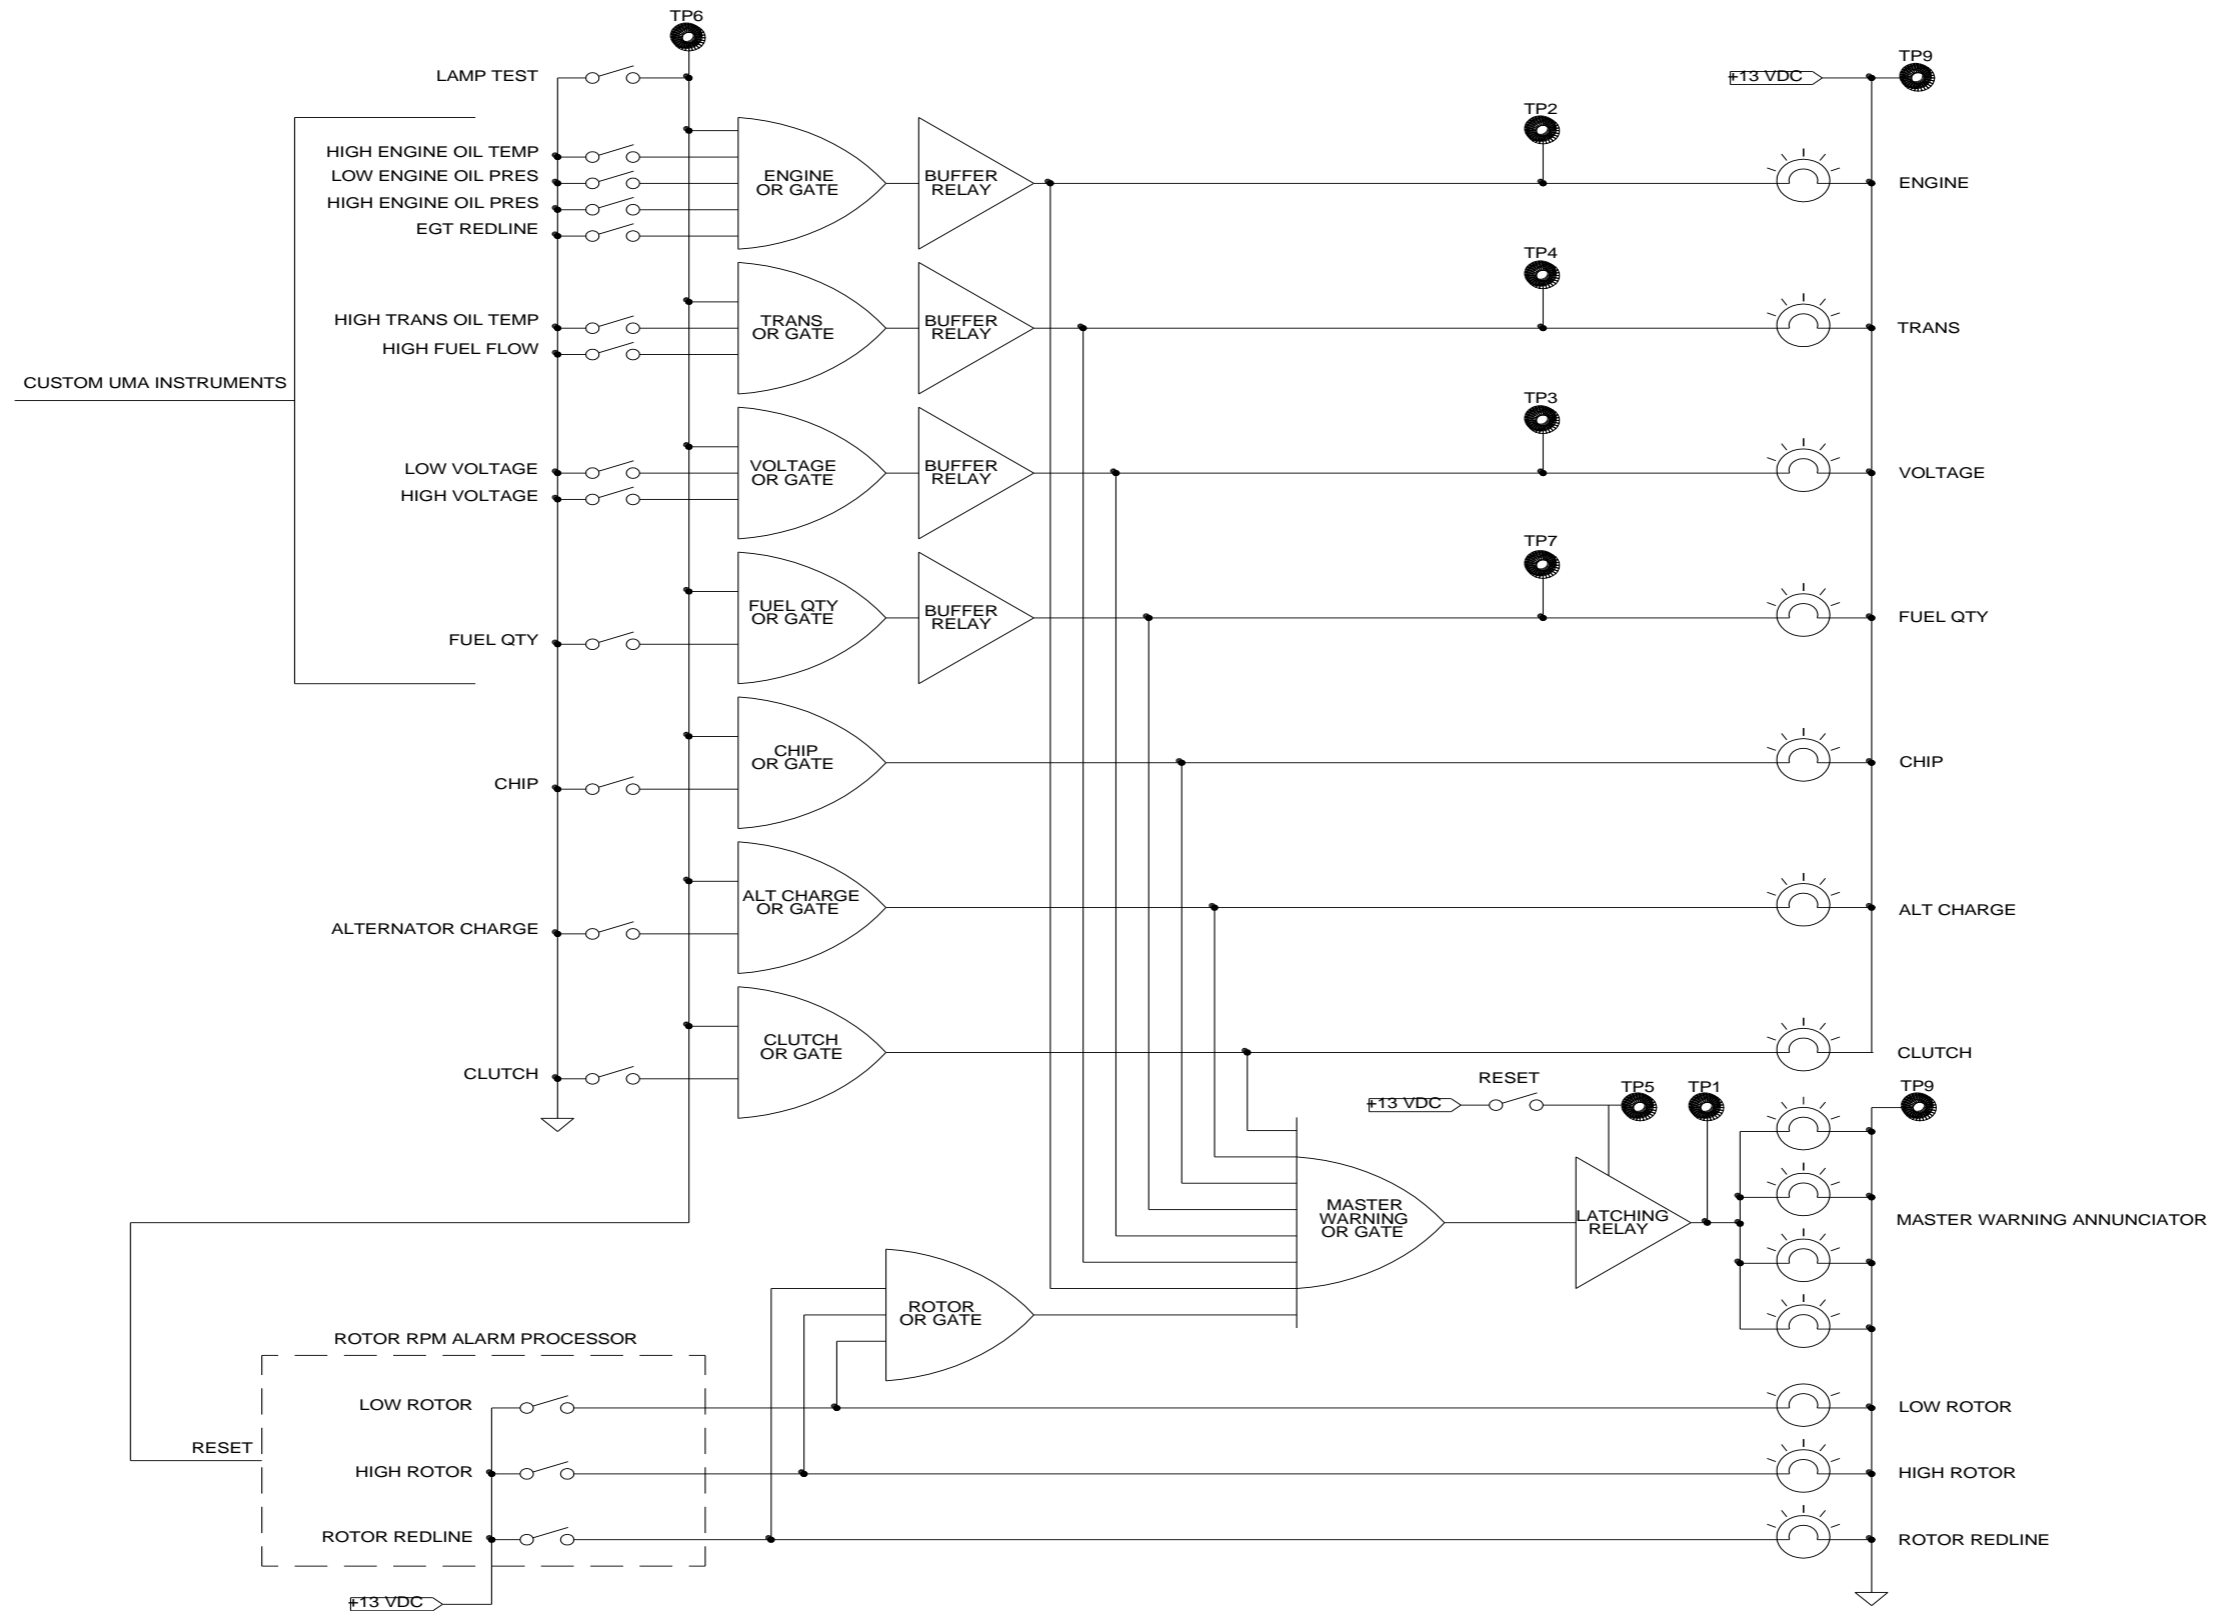 TP6
LAMP TEST
+13 VDC
TP9
TP2
HIGH ENGINE OIL TEMP
LOW ENGINE OIL PRES
HIGH ENGINE OIL PRES
EGT REDLINE
ENGINE
OR GATE
BUFFER
RELAY
ENGINE
TP4
HIGH TRANS OIL TEMP
HIGH FUEL FLOW
TRANS
OR GATE
BUFFER
RELAY
TRANS
CUSTOM UMA INSTRUMENTS
TP3
LOW VOLTAGE
HIGH VOLTAGE
VOLTAGE
OR GATE
BUFFER
RELAY
VOLTAGE
TP7
FUEL QTY
FUEL QTY
OR GATE
BUFFER
RELAY
FUEL QTY
CHIP
CHIP
OR GATE
CHIP
ALTERNATOR CHARGE
ALT CHARGE
OR GATE
ALT CHARGE
CLUTCH
CLUTCH
OR GATE
CLUTCH
+13 VDC
RESET
TP5
TP1
TP9
MASTER
WARNING
OR GATE
LATCHING
RELAY
MASTER WARNING ANNUNCIATOR
ROTOR
OR GATE
ROTOR RPM ALARM PROCESSOR
LOW ROTOR
LOW ROTOR
RESET
HIGH ROTOR
HIGH ROTOR
ROTOR REDLINE
ROTOR REDLINE
+13 VDC